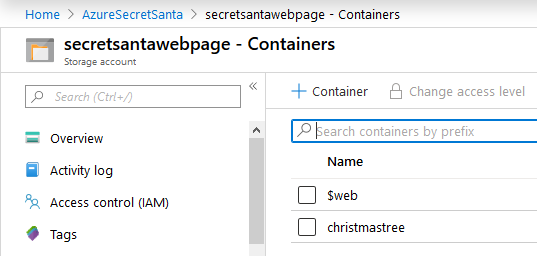 Home > AzureSecretSanta > secretsantawebpage - Containers
secretsantawebpage - Containers
Storage account
Search (Ctrl+/)
«
Overview
Activity log
Access control (IAM)
Tags
+ Container
Change access level
Search containers by prefix
Name
$web
christmastree